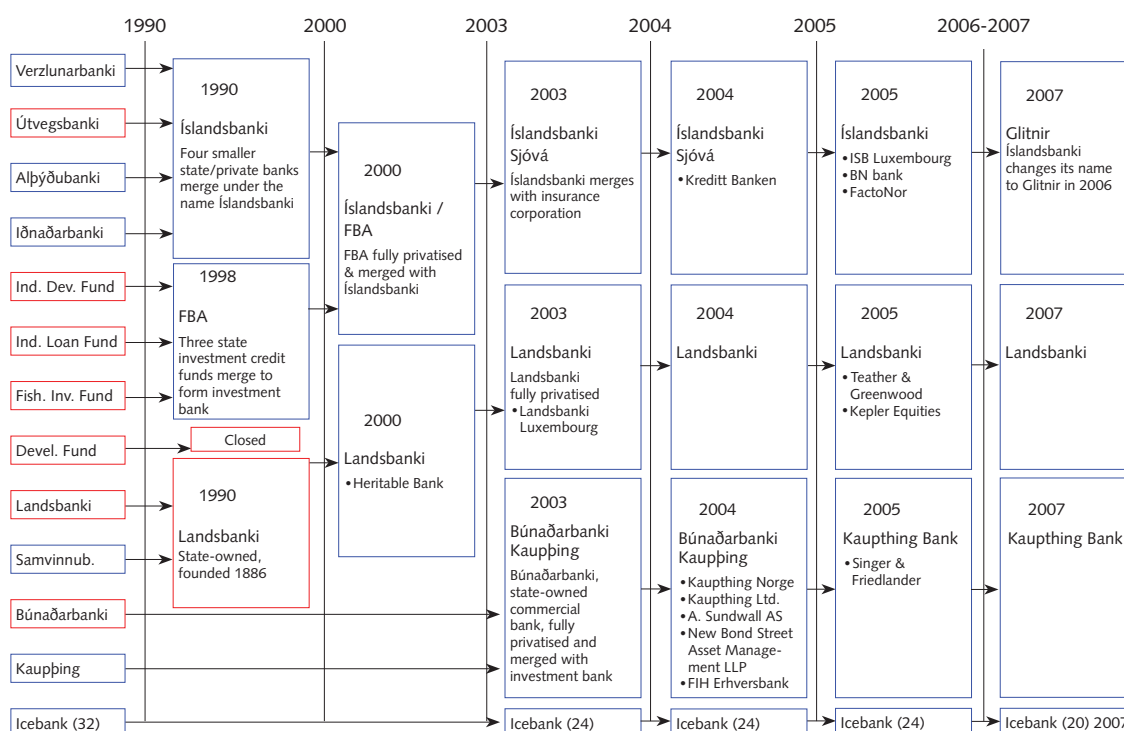 1990
2000
2003
2004
2005
2006-2007
Verzlunarbanki
Útvegsbanki
Alþýðubanki
Iðnaðarbanki
Ind. Dev. Fund
Ind. Loan Fund
Fish. Inv. Fund
Devel. Fund
Landsbanki
Samvinnub.
Búnaðarbanki
Kaupþing
Icebank (32)
1990
Íslandsbanki
Four smaller
state/private banks
merge under the
name Íslandsbanki
1998
FBA
Three state
investment credit
funds merge to
form investment
bank
Closed
1990
Landsbanki
State-owned,
founded 1886
2000
Íslandsbanki /
FBA
FBA fully privatised
& merged with
Íslandsbanki
2000
Landsbanki
•Heritable Bank
2003
Íslandsbanki
Sjóvá
Íslandsbanki merges
with insurance
corporation
2003
Landsbanki
Landsbanki
fully privatised
•Landsbanki
Luxembourg
2003
Búnaðarbanki
Kaupþing
Búnaðarbanki,
state-owned
commercial
bank, fully
privatised and
merged with
investment bank
Icebank (24)
2004
Íslandsbanki
Sjóvá
•Kreditt Banken
2004
Landsbanki
2004
Búnaðarbanki
Kaupþing
•Kaupthing Norge
•Kaupthing Ltd.
•A. Sundwall AS
•New Bond Street
Asset Manage-
ment LLP
•FIH Erhversbank
Icebank (24)
2005
Íslandsbanki
•ISB Luxembourg
•BN bank
•FactoNor
2005
Landsbanki
•Teather &
Greenwood
•Kepler Equities
2005
Kaupthing Bank
•Singer &
Friedlander
Icebank (24)
2007
Glitnir
Íslandsbanki
changes its name
to Glitnir in 2006
2007
Landsbanki
2007
Kaupthing Bank
Icebank (20) 2007